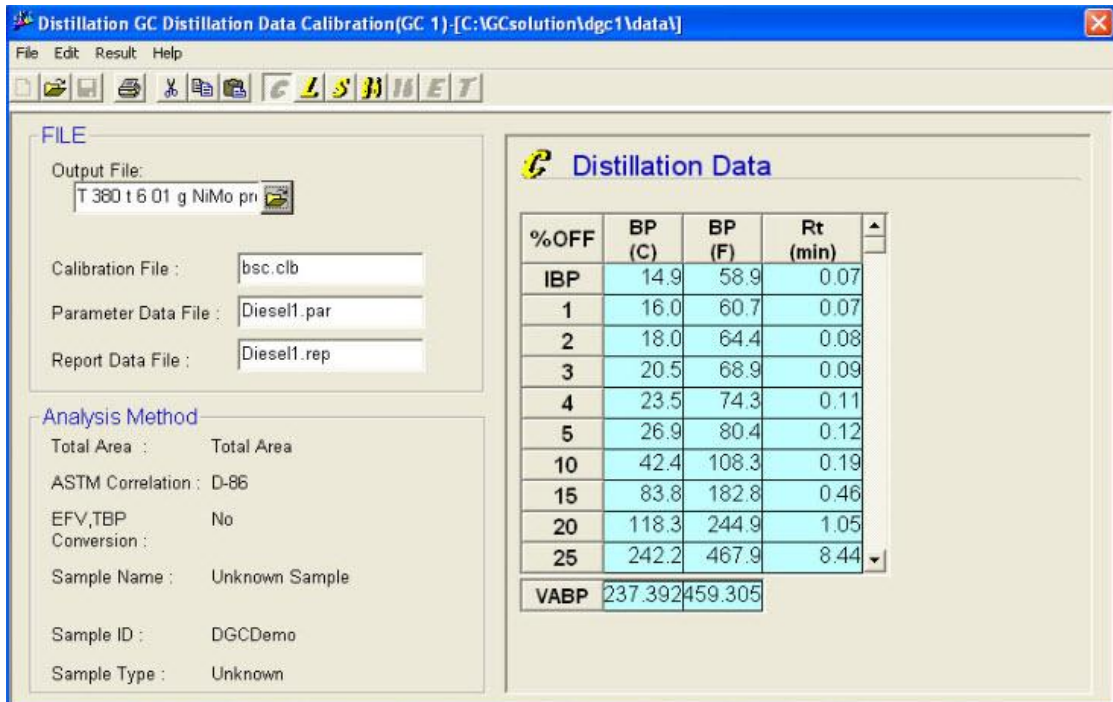 Distillation GC Distillation Data Calibration(GC 1)-[C:\GCsolution\dgc1\data\]
File Edit Result Help
C L S B 16 E T
FILE
Output File:
T 380 t 6 01 g NiMo pr
Calibration File : bsc.clb
Parameter Data File : Diesel1.par
Report Data File : Diesel1.rep
Analysis Method
Total Area : Total Area
ASTM Correlation : D-86
EFV,TBP No
Conversion :
Sample Name : Unknown Sample
Sample ID : DGCDemo
Sample Type : Unknown
C Distillation Data
%OFF BP (C) BP (F) Rt (min)
IBP 14.9 58.9 0.07
1 16.0 60.7 0.07
2 18.0 64.4 0.08
3 20.5 68.9 0.09
4 23.5 74.3 0.11
5 26.9 80.4 0.12
10 42.4 108.3 0.19
15 83.8 182.8 0.46
20 118.3 244.9 1.05
25 242.2 467.9 8.44
VABP 237.392 459.305